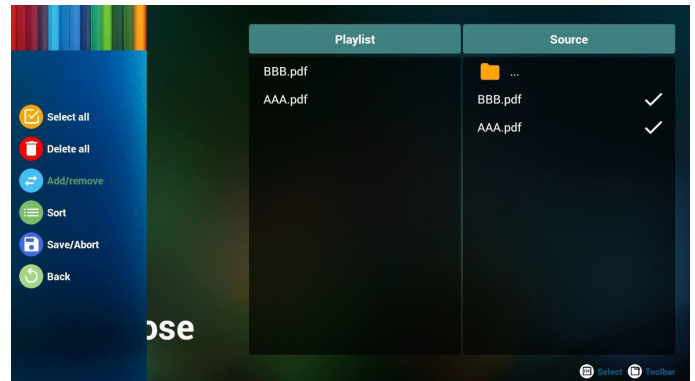 Playlist
Source
BBB.pdf
AAA.pdf
...
BBB.pdf
AAA.pdf
Select all
Delete all
Add/remove
Sort
Save/Abort
Back
ose
Select
Toolbar